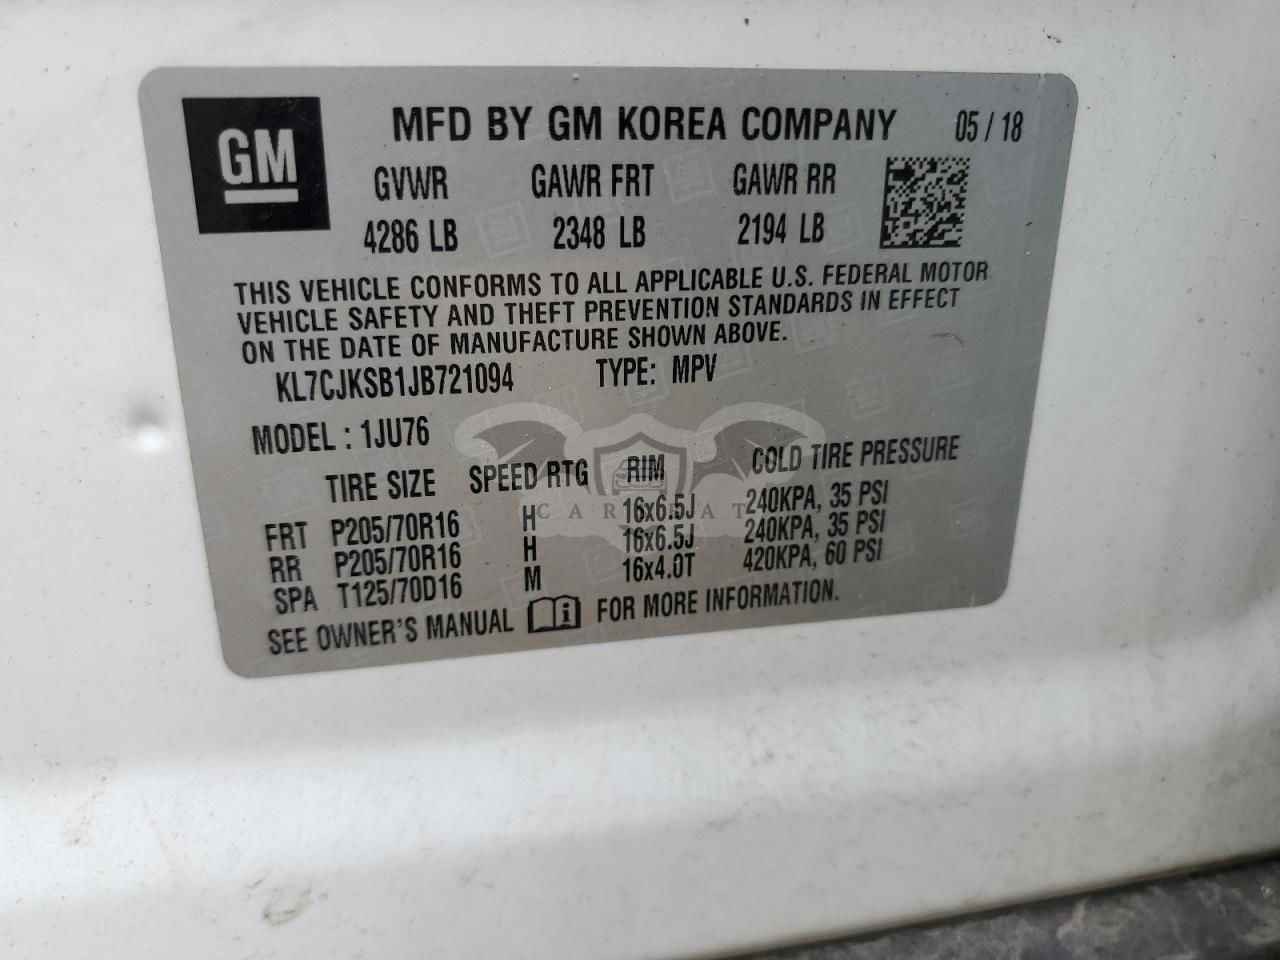 GM
MFD BY GM KOREA COMPANY 05 / 18
GVWR GAWR FRT GAWR RR
4286 LB 2348 LB 2194 LB
THIS VEHICLE CONFORMS TO ALL APPLICABLE U.S. FEDERAL MOTOR
VEHICLE SAFETY AND THEFT PREVENTION STANDARDS IN EFFECT
ON THE DATE OF MANUFACTURE SHOWN ABOVE.
KL7CJKSB1JB721094 TYPE: MPV
MODEL : 1JU76
TIRE SIZE SPEED RTG RIM COLD TIRE PRESSURE
FRT P205/70R16 H 16x6.5J 240KPA, 35 PSI
RR P205/70R16 H 16x6.5J 240KPA, 35 PSI
SPA T125/70D16 M 16x4.0T 420KPA, 60 PSI
SEE OWNER'S MANUAL i FOR MORE INFORMATION.